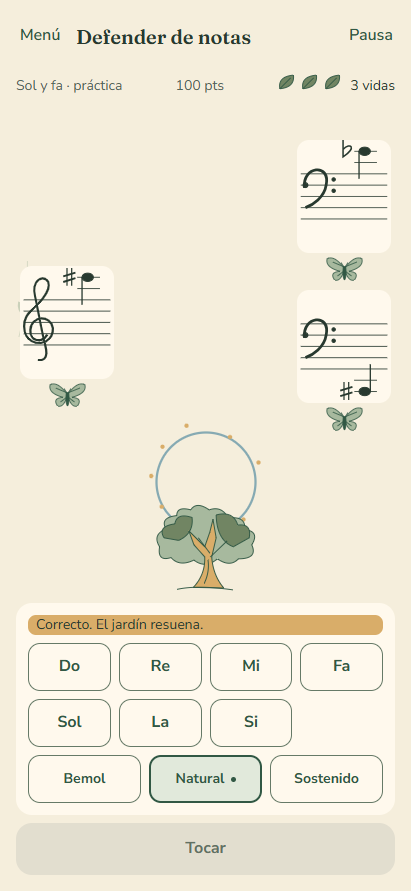 Menú Defender de notas Pausa
Sol y fa · práctica 100 pts 3 vidas
Correcto. El jardín resuena.
Do Re Mi Fa
Sol La Si
Bemol Natural • Sostenido
Tocar